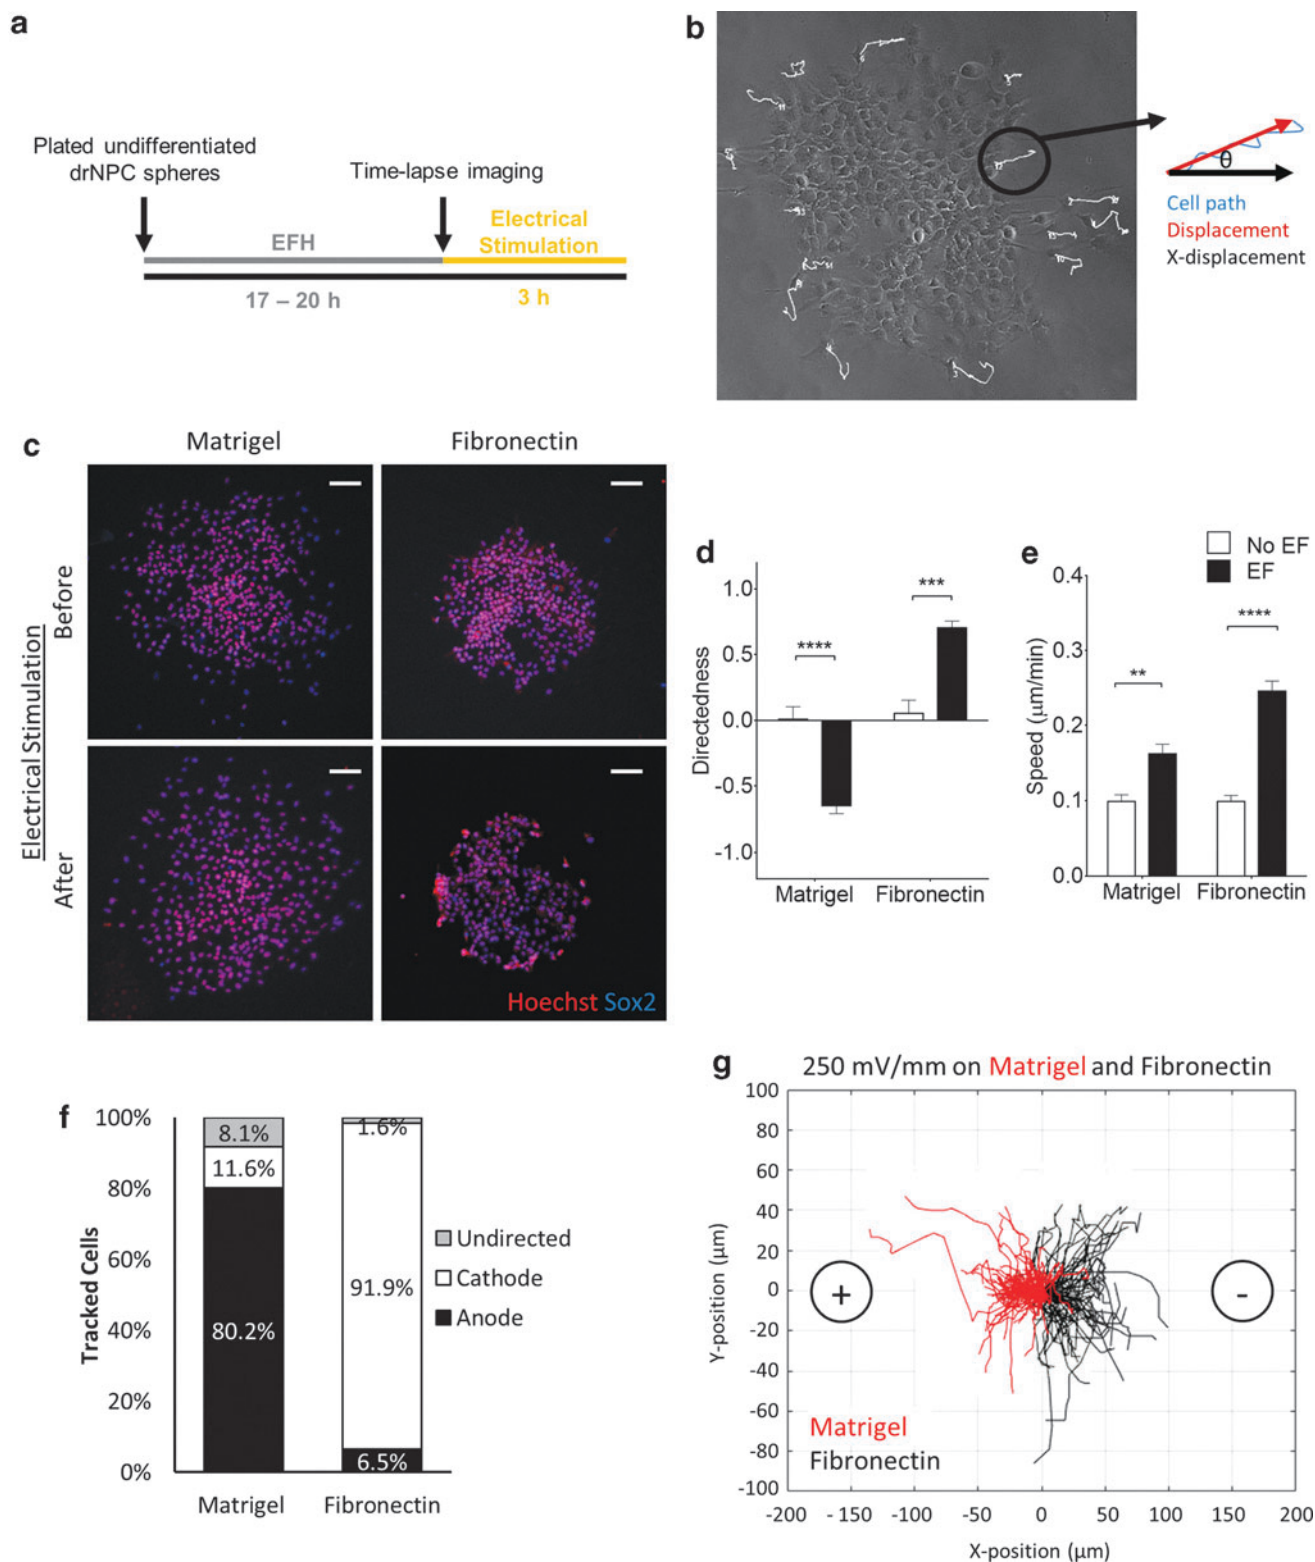 a
Plated undifferentiated
drNPC spheres
Time-lapse imaging
EFH
Electrical
Stimulation
17 – 20 h
3 h
b
θ
Cell path
Displacement
X-displacement
c
Matrigel
Fibronectin
Electrical Stimulation
Before
After
Hoechst Sox2
d
Directedness
1.0
0.5
0.0
-0.5
-1.0
****
***
Matrigel
Fibronectin
e
No EF
EF
Speed (μm/min)
0.4
0.3
0.2
0.1
0.0
**
****
Matrigel
Fibronectin
f
Tracked Cells
100%
80%
60%
40%
20%
0%
8.1%
11.6%
80.2%
1.6%
91.9%
6.5%
Undirected
Cathode
Anode
Matrigel
Fibronectin
g
250 mV/mm on Matrigel and Fibronectin
Y-position (μm)
100
80
60
40
20
0
-20
-40
-60
-80
-100
+
-
Matrigel
Fibronectin
-200 - 150 -100 -50 0 50 100 150 200
X-position (μm)